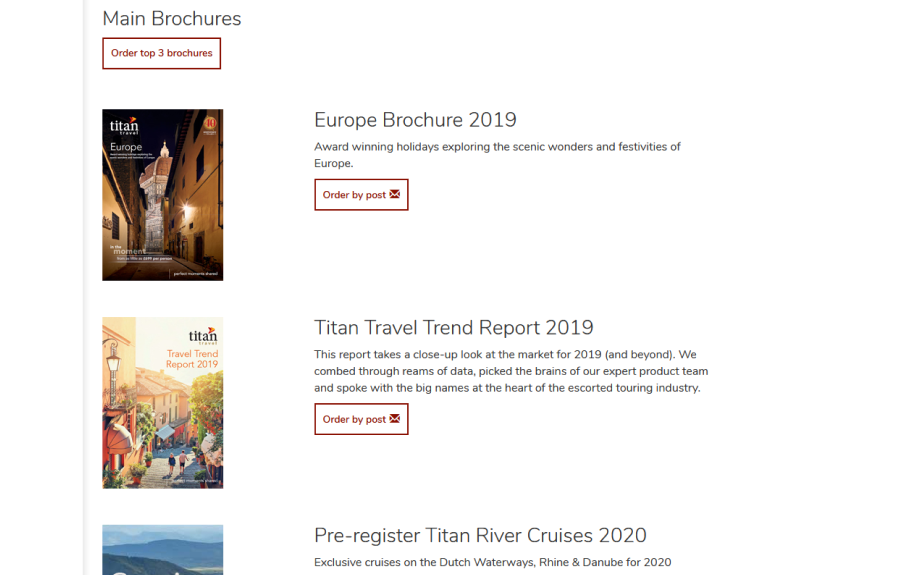 Main Brochures
Order top 3 brochures
titan
travel
Europe
in the
moment
perfect moments shared
Europe Brochure 2019
Award winning holidays exploring the scenic wonders and festivities of
Europe.
Order by post
titan
travel
Travel Trend
Report 2019
Titan Travel Trend Report 2019
This report takes a close-up look at the market for 2019 (and beyond). We
combed through reams of data, picked the brains of our expert product team
and spoke with the big names at the heart of the escorted touring industry.
Order by post
Pre-register Titan River Cruises 2020
Exclusive cruises on the Dutch Waterways, Rhine & Danube for 2020